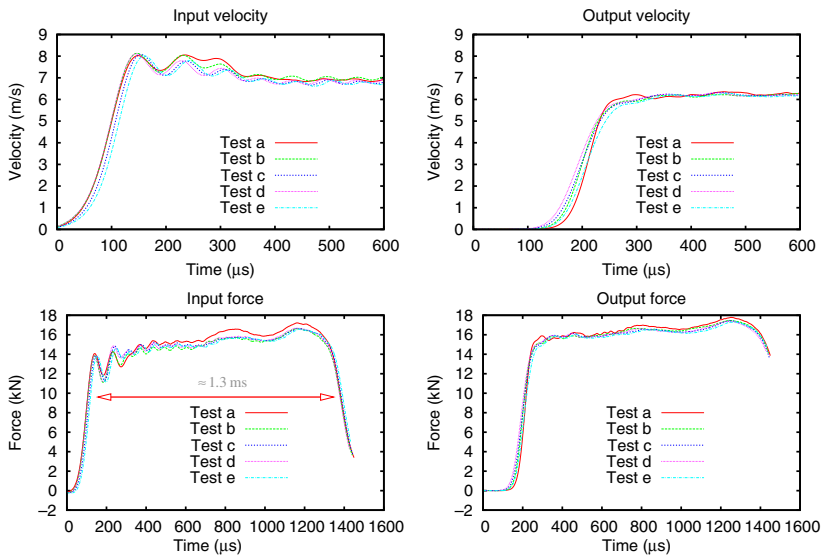 Input velocity
9
8
7
6
5
4
3
2
1
0
Velocity (m/s)
Test a
Test b
Test c
Test d
Test e
0 100 200 300 400 500 600
Time (μs)
Output velocity
9
8
7
6
5
4
3
2
1
0
Velocity (m/s)
Test a
Test b
Test c
Test d
Test e
0 100 200 300 400 500 600
Time (μs)
Input force
18
16
14
12
10
8
6
4
2
0
−2
Force (kN)
≈ 1.3 ms
Test a
Test b
Test c
Test d
Test e
0 200 400 600 800 1000 1200 1400 1600
Time (μs)
Output force
18
16
14
12
10
8
6
4
2
0
−2
Force (kN)
Test a
Test b
Test c
Test d
Test e
0 200 400 600 800 1000 1200 1400 1600
Time (μs)